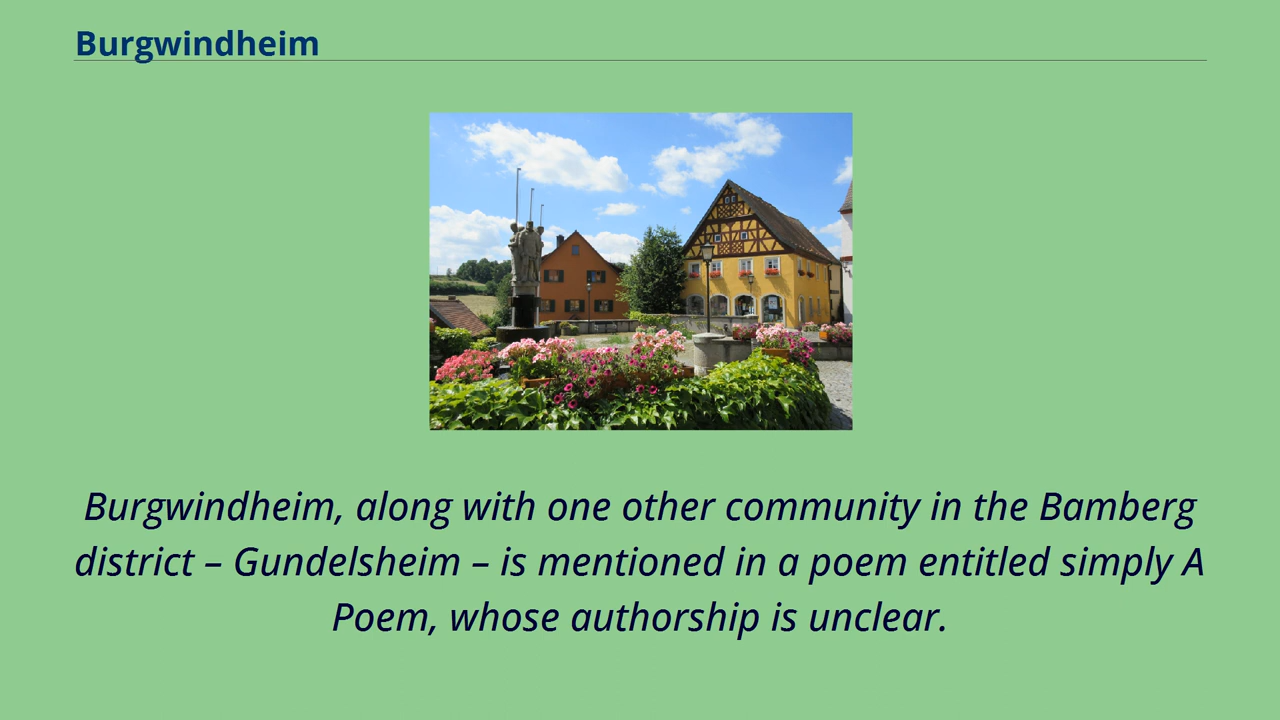 Burgwindheim
Burgwindheim, along with one other community in the Bamberg
district – Gundelsheim – is mentioned in a poem entitled simply A
Poem, whose authorship is unclear.